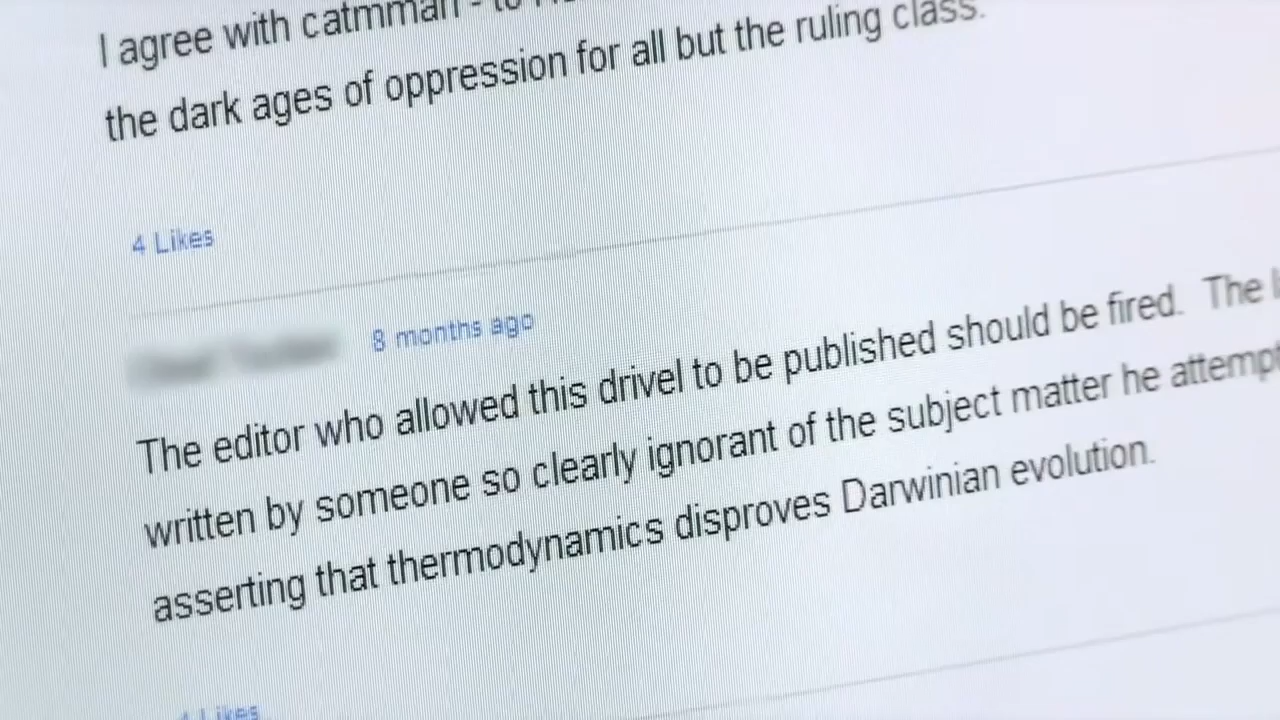 I agree with catmman - to
the dark ages of oppression for all but the ruling class.
4 Likes
8 months ago
The editor who allowed this drivel to be published should be fired. The
written by someone so clearly ignorant of the subject matter he attempt
asserting that thermodynamics disproves Darwinian evolution.
4 Likes